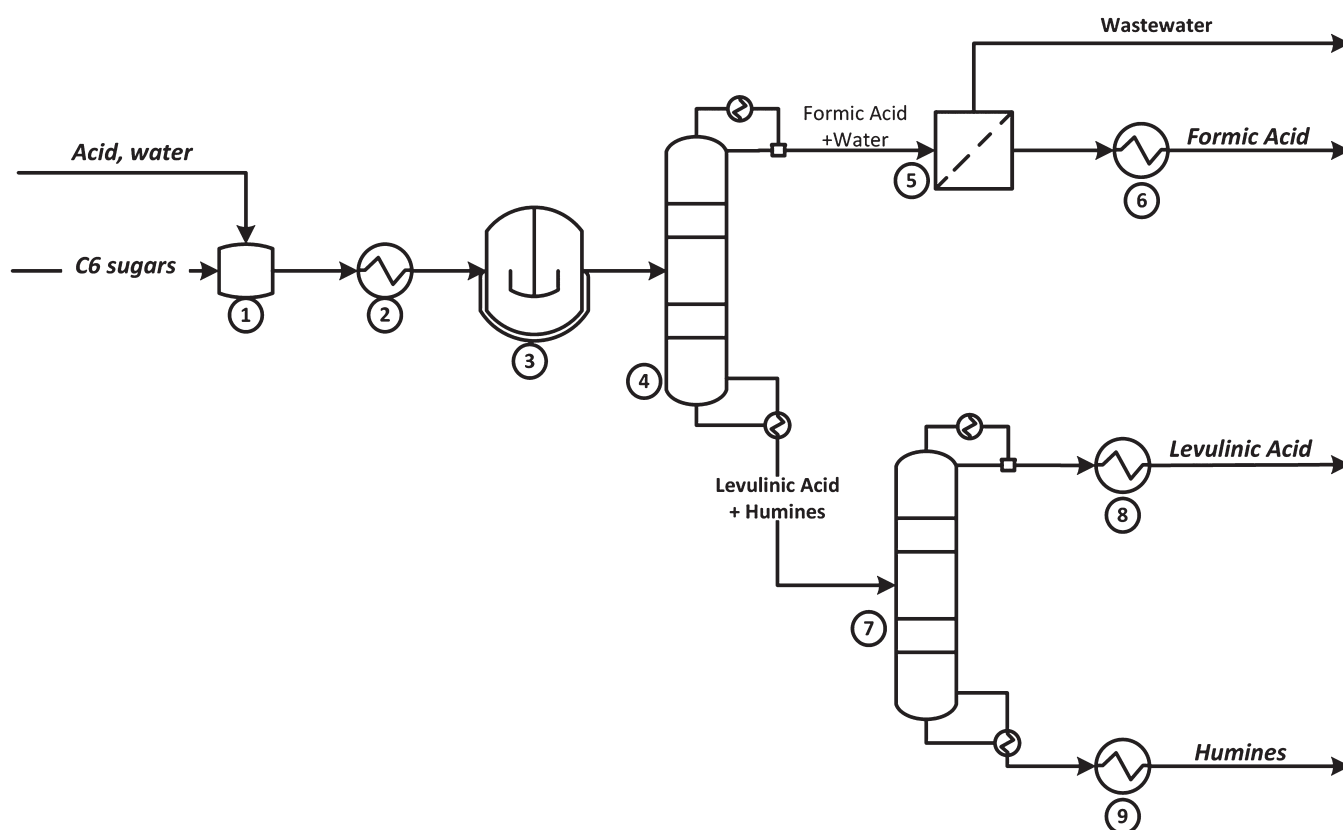 Wastewater
Formic Acid
+Water
Formic Acid
Acid, water
5
6
C6 sugars
1
2
3
4
Levulinic Acid
Levulinic Acid
+ Humines
8
7
Humines
9